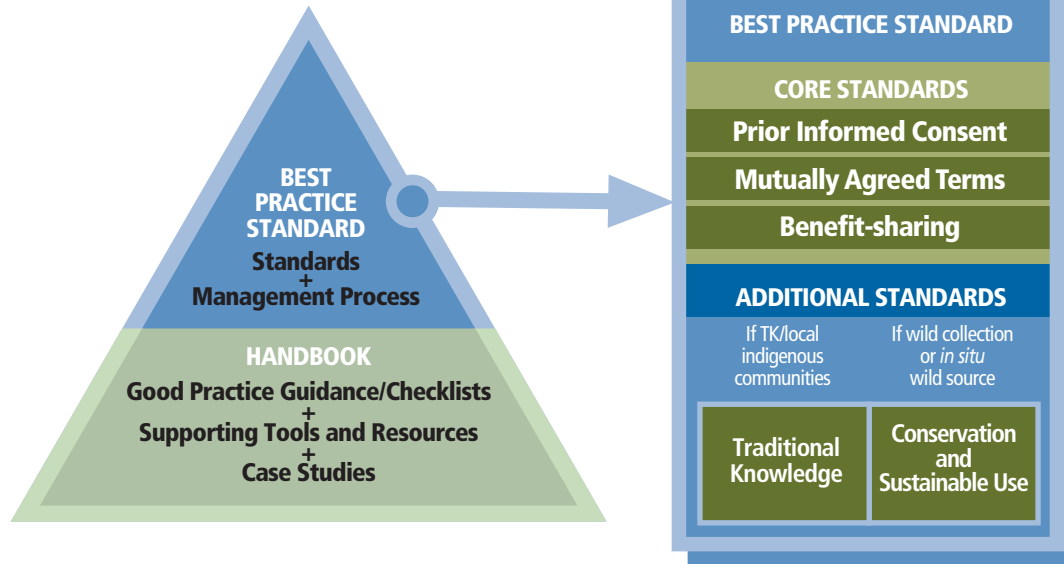 BEST
PRACTICE
STANDARD
Standards
+
Management Process
HANDBOOK
Good Practice Guidance/Checklists
+
Supporting Tools and Resources
+
Case Studies
BEST PRACTICE STANDARD
CORE STANDARDS
Prior Informed Consent
Mutually Agreed Terms
Benefit-sharing
ADDITIONAL STANDARDS
If TK/local
indigenous
communities
If wild collection
or in situ
wild source
Traditional
Knowledge
Conservation
and
Sustainable Use